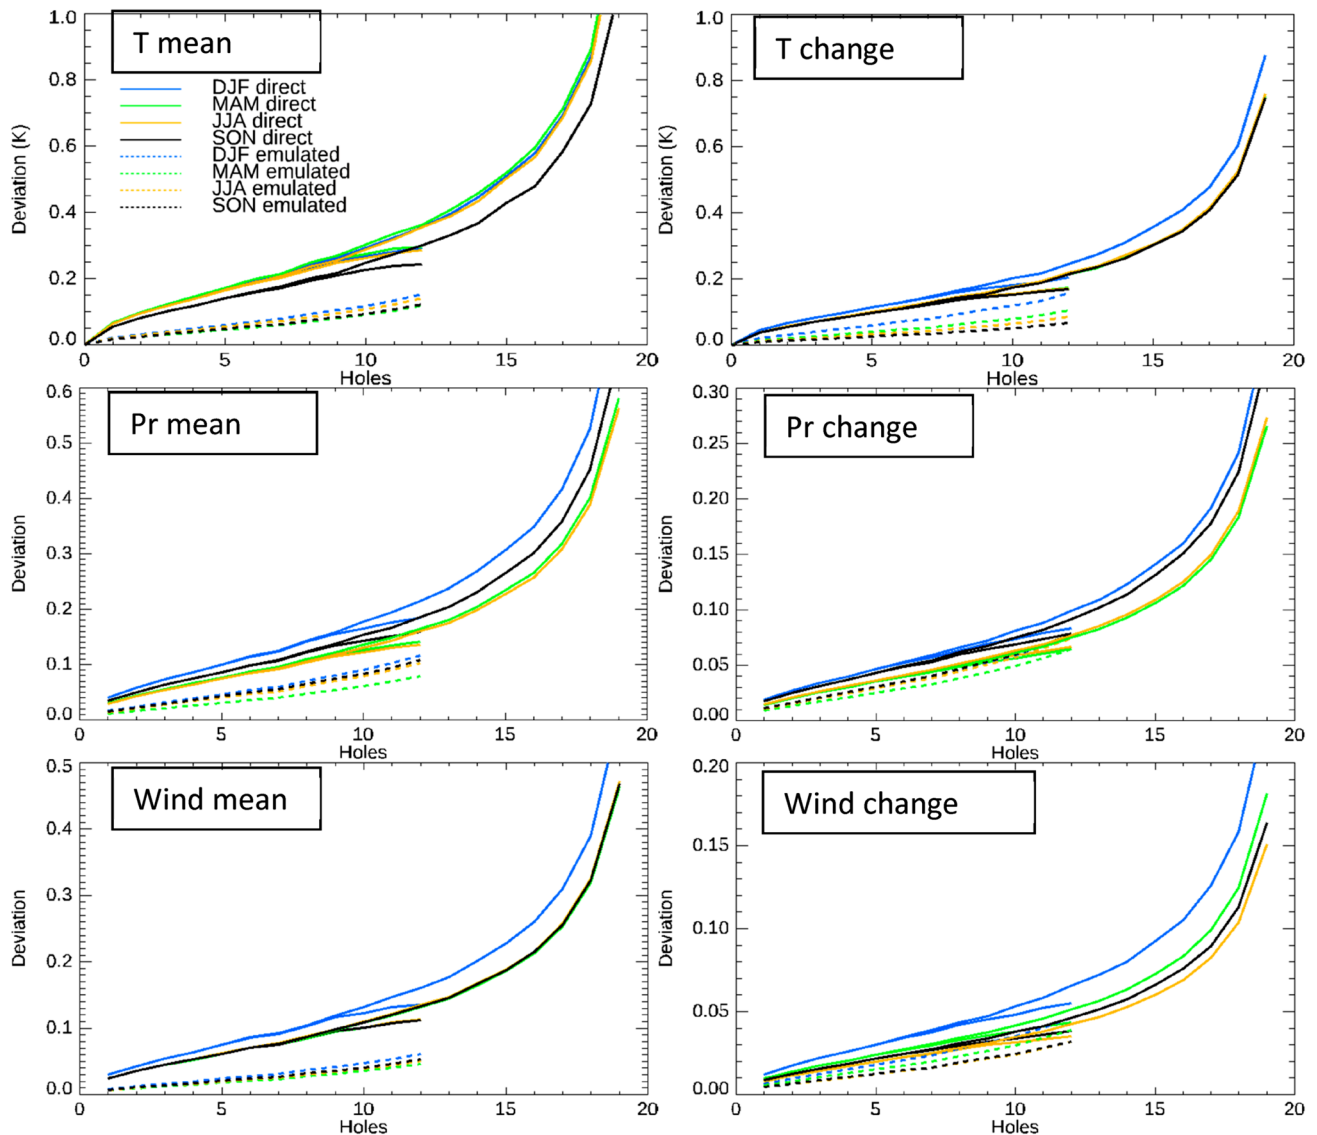 1.0
T mean
DJF direct
0.8
MAM direct
JJA direct
SON direct
0.6
DJF emulated
MAM emulated
JJA emulated
0.4
SON emulated
0.2
0.0
0 5 10 15 20
Holes
Deviation (K)
1.0
T change
0.8
0.6
0.4
0.2
0.0
0 5 10 15 20
Holes
Deviation (K)
0.6
Pr mean
0.5
0.4
0.3
0.2
0.1
0.0
0 5 10 15 20
Holes
Deviation
0.30
Pr change
0.25
0.20
0.15
0.10
0.05
0.00
0 5 10 15 20
Holes
Deviation
0.5
Wind mean
0.4
0.3
0.2
0.1
0.0
0 5 10 15 20
Holes
Deviation
0.20
Wind change
0.15
0.10
0.05
0.00
0 5 10 15 20
Holes
Deviation